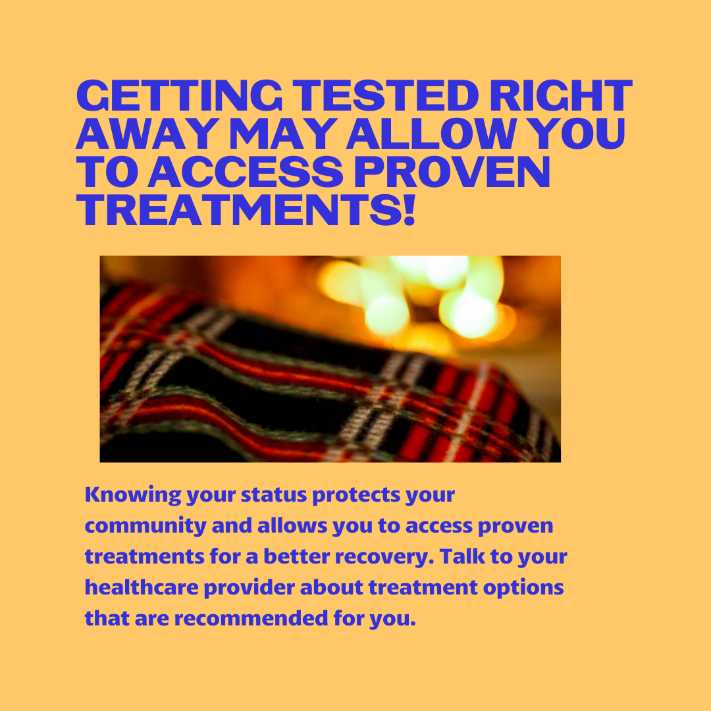 GETTING TESTED RIGHT
AWAY MAY ALLOW YOU
TO ACCESS PROVEN
TREATMENTS!
Knowing your status protects your
community and allows you to access proven
treatments for a better recovery. Talk to your
healthcare provider about treatment options
that are recommended for you.